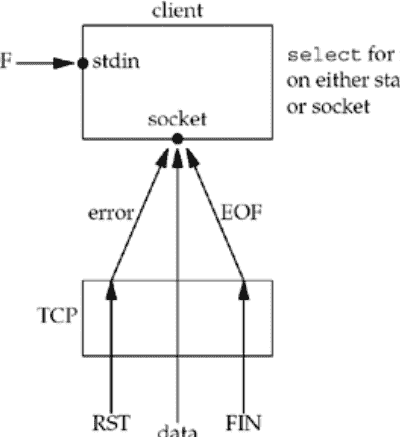 client
F
stdin
select for
on either sta
or socket
socket
error
EOF
TCP
RST
data
FIN